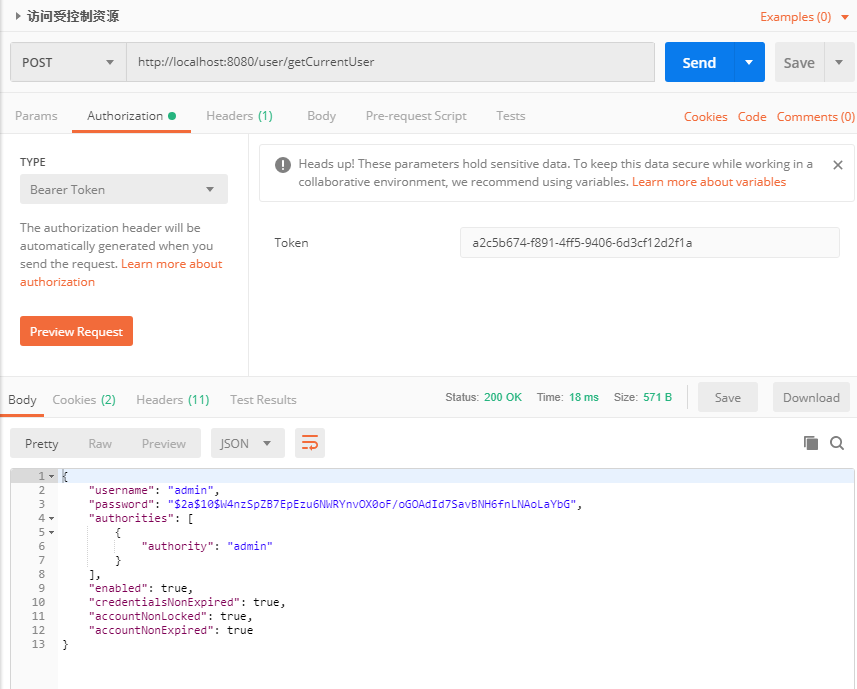 访问受控制资源
Examples (0)
POST
http://localhost:8080/user/getCurrentUser
Send
Save
Params
Authorization
Headers (1)
Body
Pre-request Script
Tests
Cookies
Code
Comments (0)
TYPE
Bearer Token
The authorization header will be
automatically generated when you
send the request. Learn more about
authorization
Preview Request
Heads up! These parameters hold sensitive data. To keep this data secure while working in a
collaborative environment, we recommend using variables. Learn more about variables
Token
a2c5b674-f891-4ff5-9406-6d3cf12d2f1a
Body
Cookies (2)
Headers (11)
Test Results
Status: 200 OK
Time: 18 ms
Size: 571 B
Save
Download
Pretty
Raw
Preview
JSON
1 {
2 "username": "admin",
3 "password": "$2a$10$W4nzSpZB7EpEzu6NWRYnvOX0oF/oGOAdId7SavBNH6fnLNAoLaYbG",
4 "authorities": [
5 {
6 "authority": "admin"
7 }
8 ],
9 "enabled": true,
10 "credentialsNonExpired": true,
11 "accountNonLocked": true,
12 "accountNonExpired": true
13 }